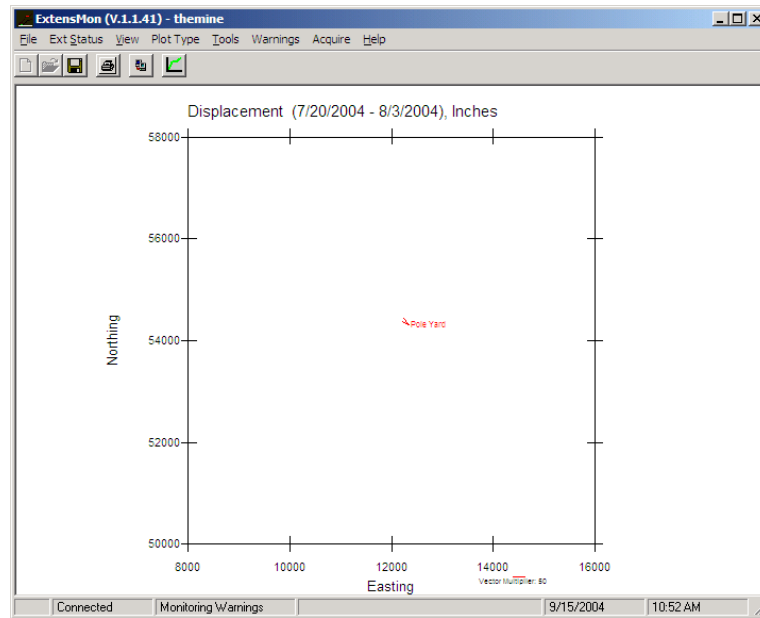 ExtensMon (V.1.1.41) - themine
File Ext Status View Plot Type Tools Warnings Acquire Help
Displacement (7/20/2004 - 8/3/2004), Inches
58000
56000
Pole Yard
Northing
54000
52000
50000
8000 10000 12000 14000 16000
Easting
Vector Multiplier: 50
Connected Monitoring Warnings 9/15/2004 10:52 AM